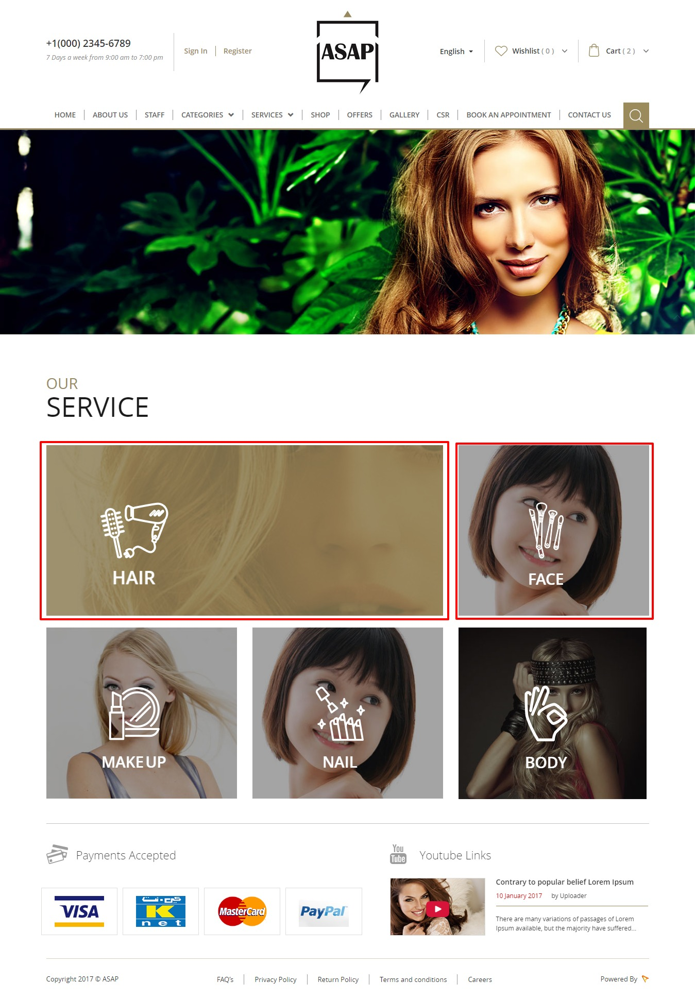 +1(000) 2345-6789
7 Days a week from 9:00 am to 7:00 pm
Sign In
Register
ASAP
English
Wishlist ( 0 )
Cart ( 2 )
HOME
ABOUT US
STAFF
CATEGORIES
SERVICES
SHOP
OFFERS
GALLERY
CSR
BOOK AN APPOINTMENT
CONTACT US
OUR
SERVICE
HAIR
FACE
MAKE UP
NAIL
BODY
Payments Accepted
VISA
كي-نت
K
net
MasterCard
PayPal
You
Tube
Youtube Links
Contrary to popular belief Lorem Ipsum
10 January 2017 by Uploader
There are many variations of passages of Lorem
Ipsum available, but the majority have suffered...
Copyright 2017 © ASAP
FAQ's
Privacy Policy
Return Policy
Terms and conditions
Careers
Powered By